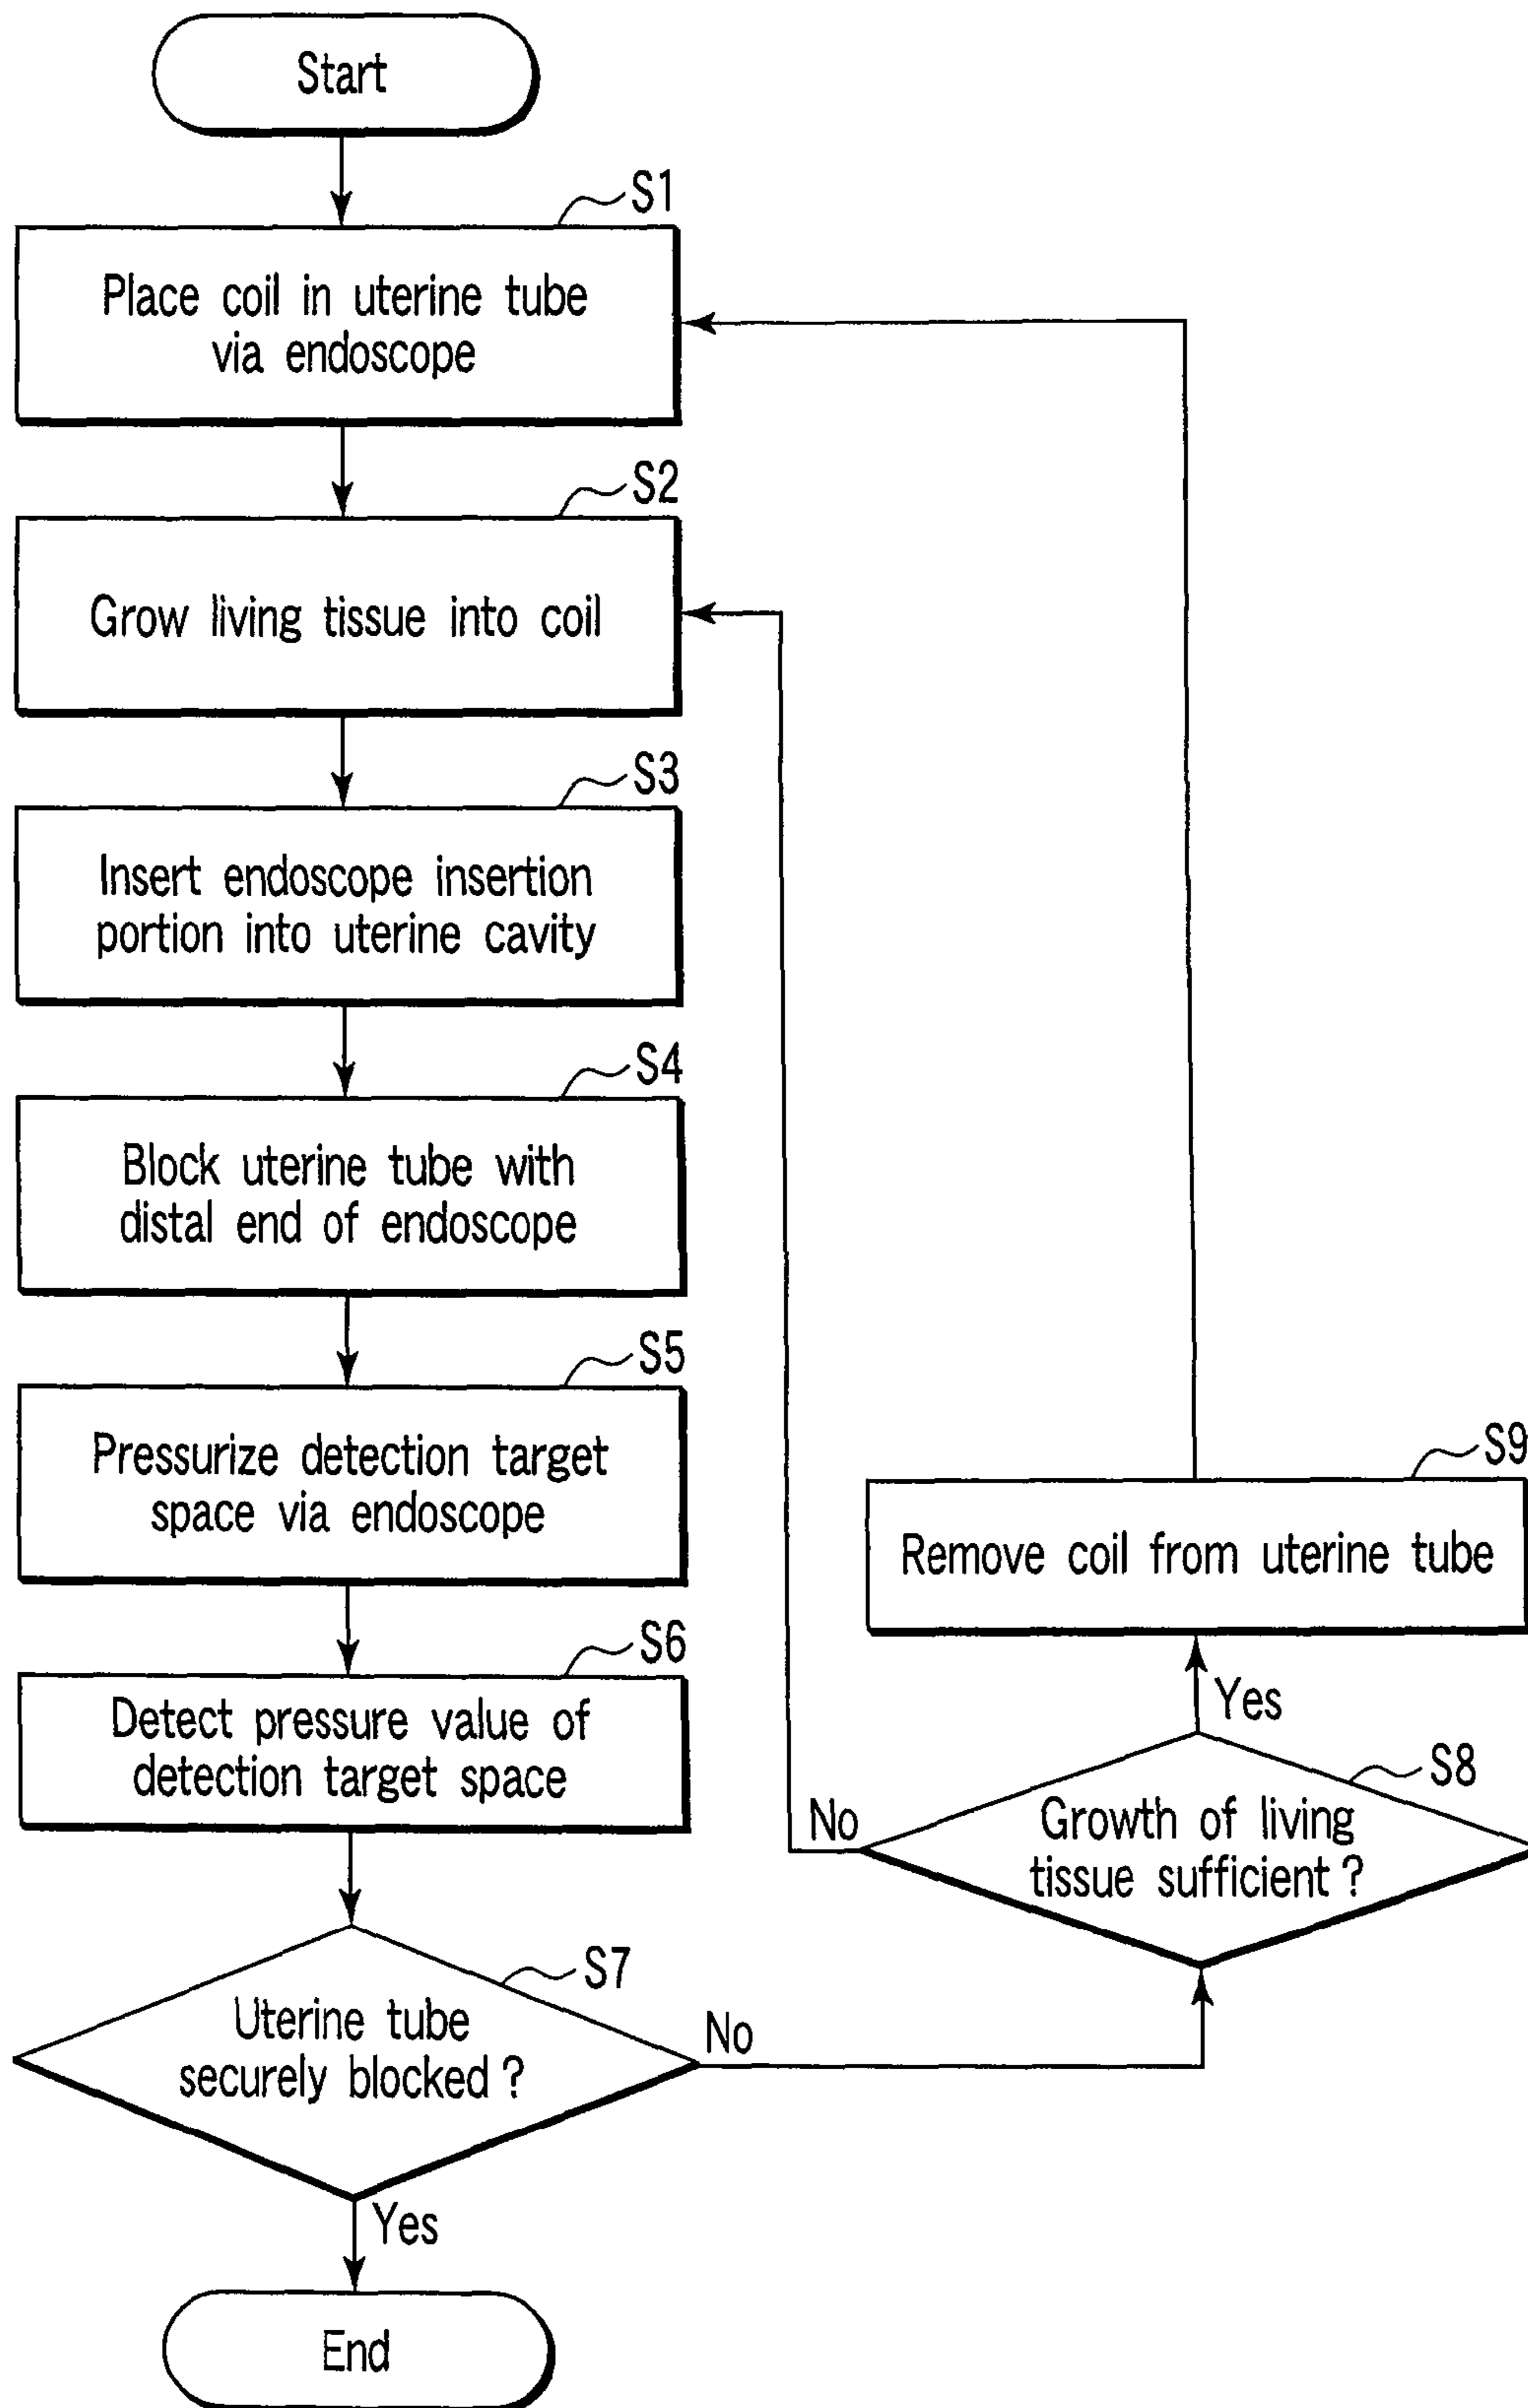 Start
S1
Place coil in uterine tube
via endoscope
S2
Grow living tissue into coil
S3
Insert endoscope insertion
portion into uterine cavity
S4
Block uterine tube with
distal end of endoscope
S5
Pressurize detection target
space via endoscope
S6
Detect pressure value of
detection target space
S7
Uterine tube
securely blocked?
No
Yes
End
S8
Growth of living
tissue sufficient?
No
Yes
S9
Remove coil from uterine tube